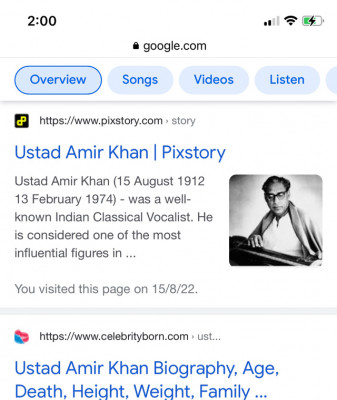 2:00
google.com
Overview Songs Videos Listen
https://www.pixstory.com › story
Ustad Amir Khan | Pixstory
Ustad Amir Khan (15 August 1912
13 February 1974) - was a well-
known Indian Classical Vocalist. He
is considered one of the most
influential figures in ...
You visited this page on 15/8/22.
https://www.celebrityborn.com › ust...
Ustad Amir Khan Biography, Age,
Death, Height, Weight, Family ...